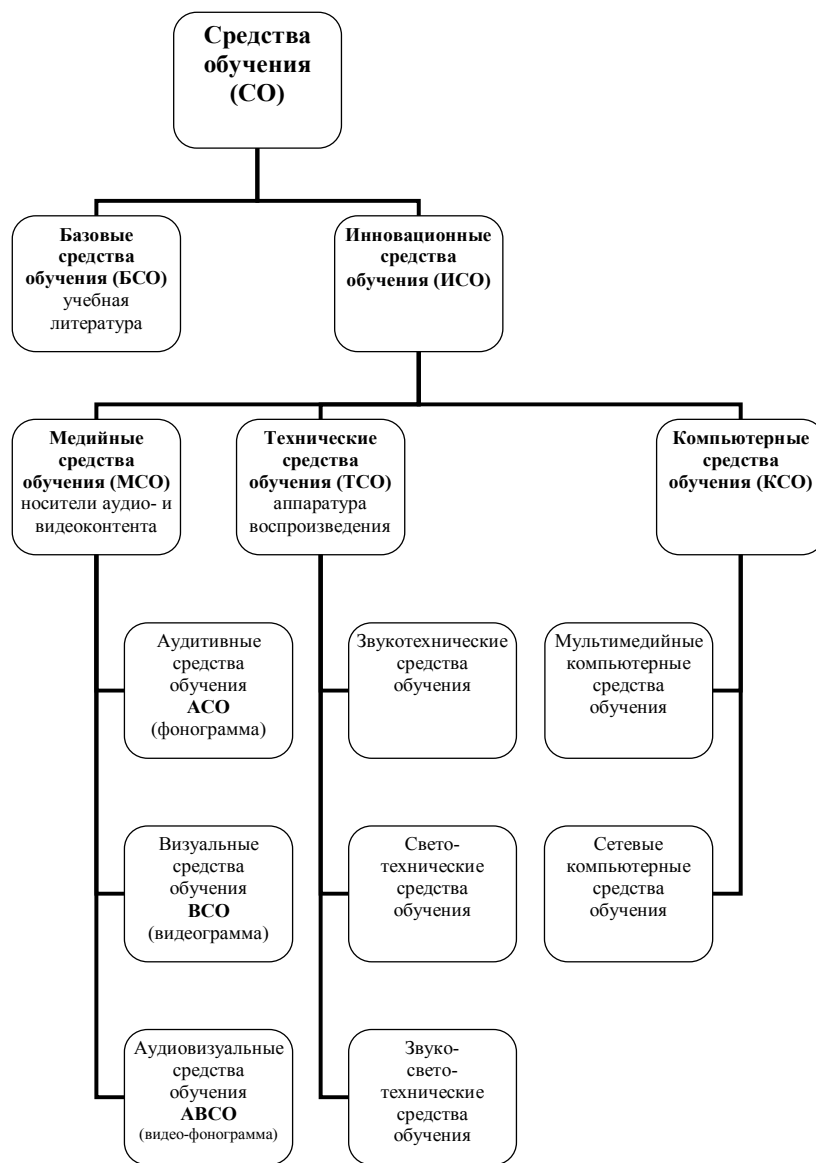 Средства
обучения
(СО)
Базовые
средства
обучения (БСО)
учебная
литература
Инновационные
средства
обучения (ИСО)
Медийные
средства
обучения (МСО)
носители аудио- и
видеоконтента
Технические
средства
обучения (ТСО)
аппаратура
воспроизведения
Компьютерные
средства
обучения (КСО)
Аудитивные
средства
обучения
АСО
(фонограмма)
Звукотехнические
средства
обучения
Мультимедийные
компьютерные
средства
обучения
Визуальные
средства
обучения
ВСО
(видеограмма)
Свето-
технические
средства
обучения
Сетевые
компьютерные
средства
обучения
Аудиовизуальные
средства
обучения
АВСО
(видео-фонограмма)
Звуко-
свето-
технические
средства
обучения